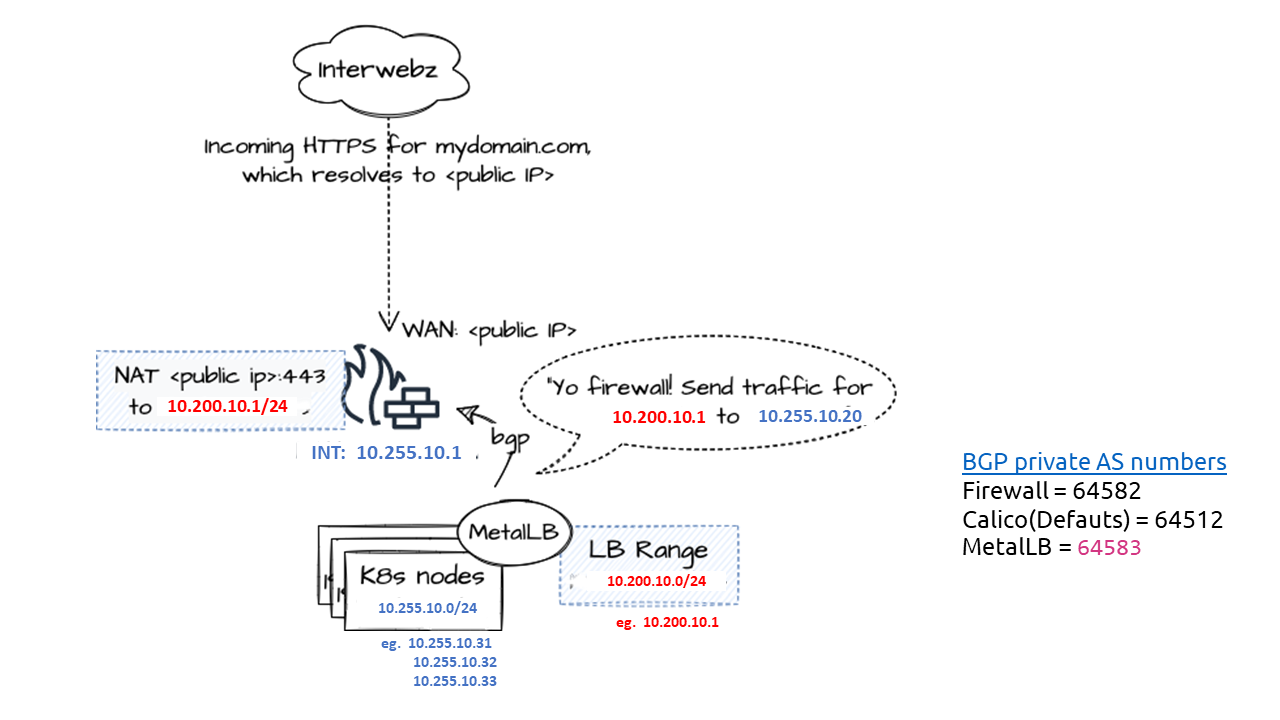 Interwebz
Incoming HTTPS for mydomain.com,
which resolves to <public IP>
WAN: <public IP>
NAT <public ip>:443
to 10.200.10.1/24
INT: 10.255.10.1
"Yo firewall! Send traffic for
10.200.10.1 to 10.255.10.20
bgp
MetalLB
LB Range
10.200.10.0/24
eg. 10.200.10.1
K8s nodes
10.255.10.0/24
eg. 10.255.10.31
10.255.10.32
10.255.10.33
BGP private AS numbers
Firewall = 64582
Calico(Defauts) = 64512
MetalLB = 64583